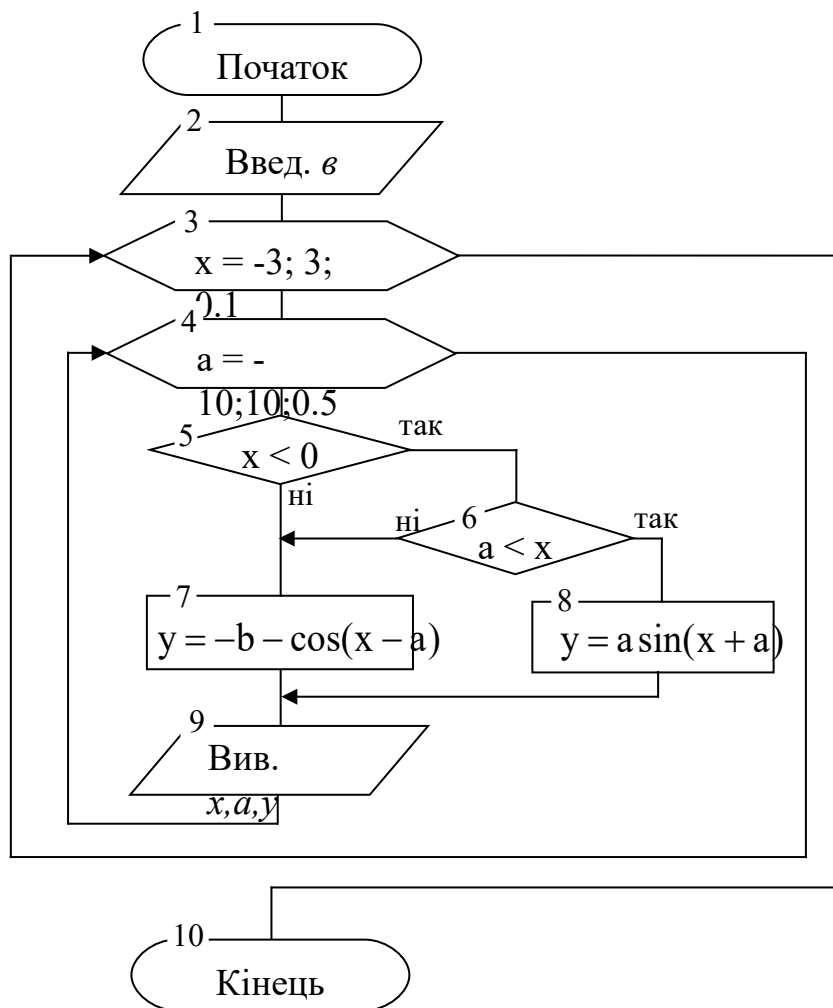 1
Початок
2
Введ. в
3
x = -3; 3;
0.1
4
a = -
10;10;0.5
5
x < 0
так
ні
6
a < x
ні
так
7
y = −b − cos(x − a)
8
y = a sin(x + a)
9
Вив.
x,a,y
10
Кінець